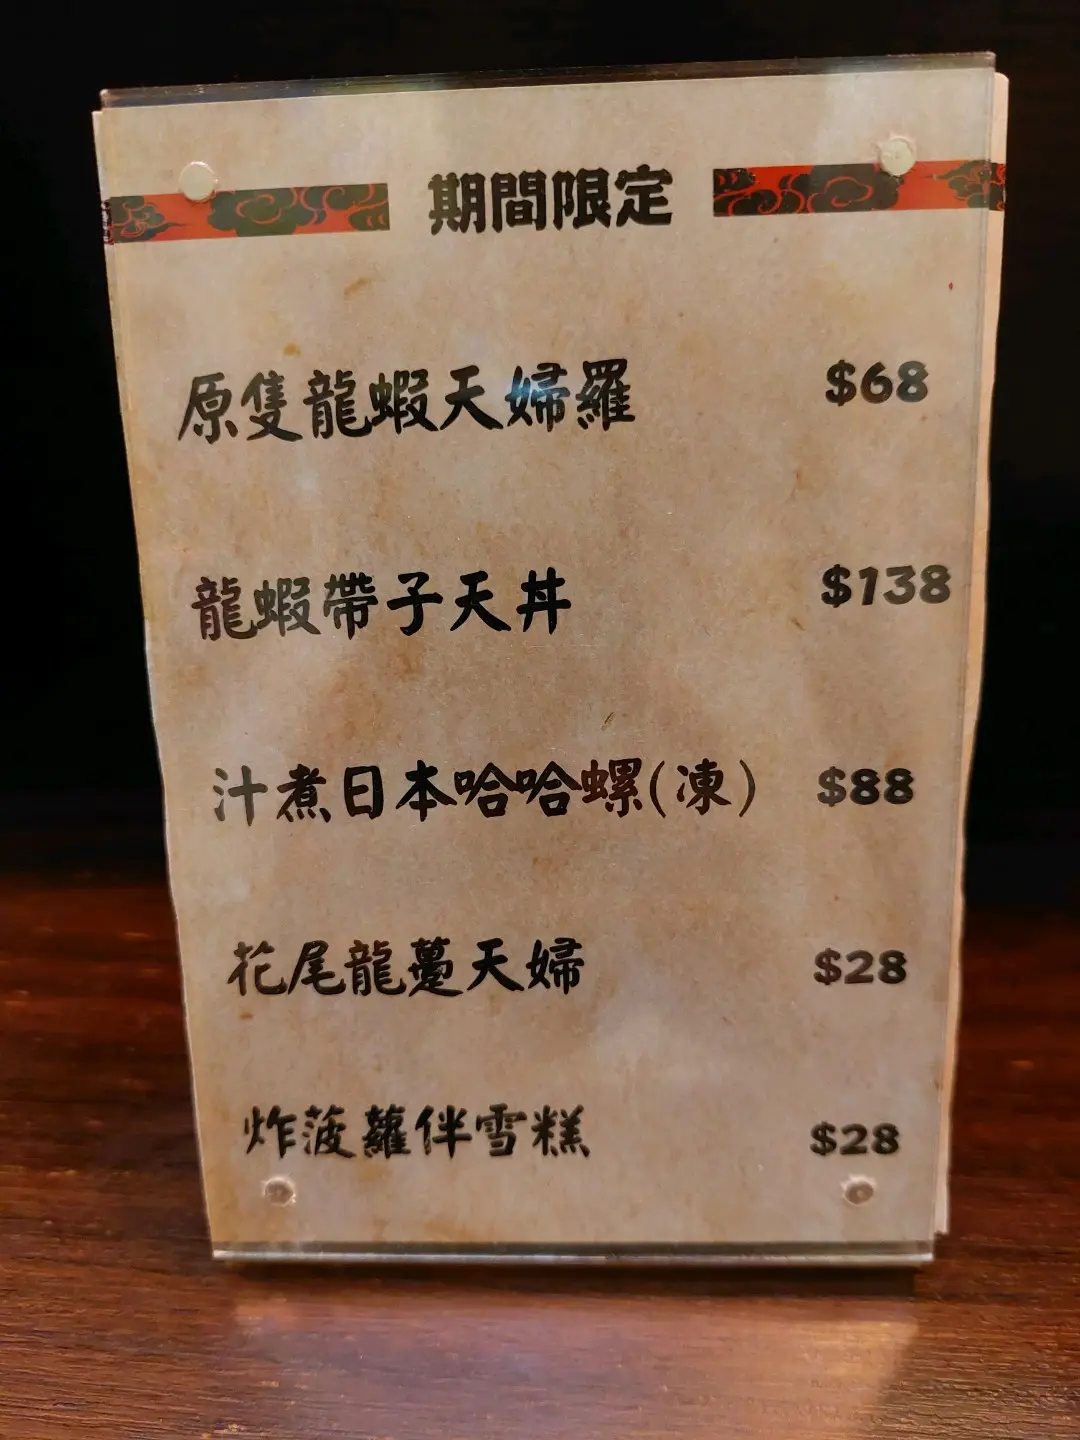 期間限定
原隻龍蝦天婦羅 $68
龍蝦帶子天丼 $138
汁煮日本哈哈螺(凍) $88
花尾龍躉天婦 $28
炸菠蘿伴雪糕 $28